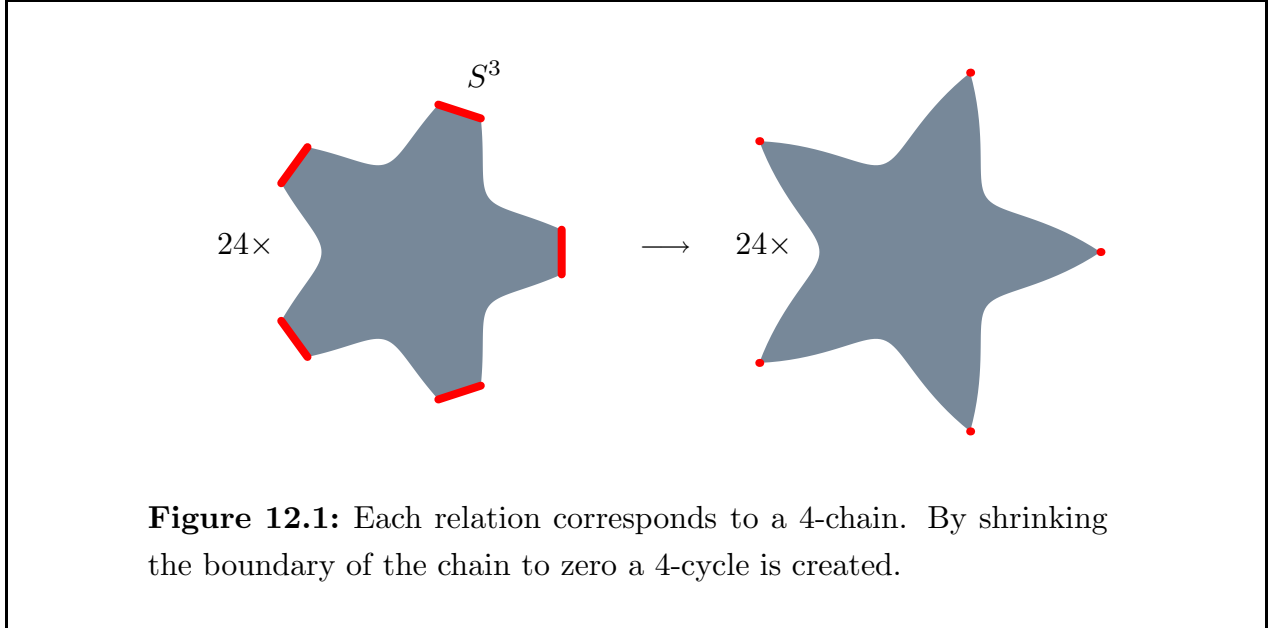 S³
24×
⟶
24×
Figure 12.1: Each relation corresponds to a 4-chain. By shrinking
the boundary of the chain to zero a 4-cycle is created.